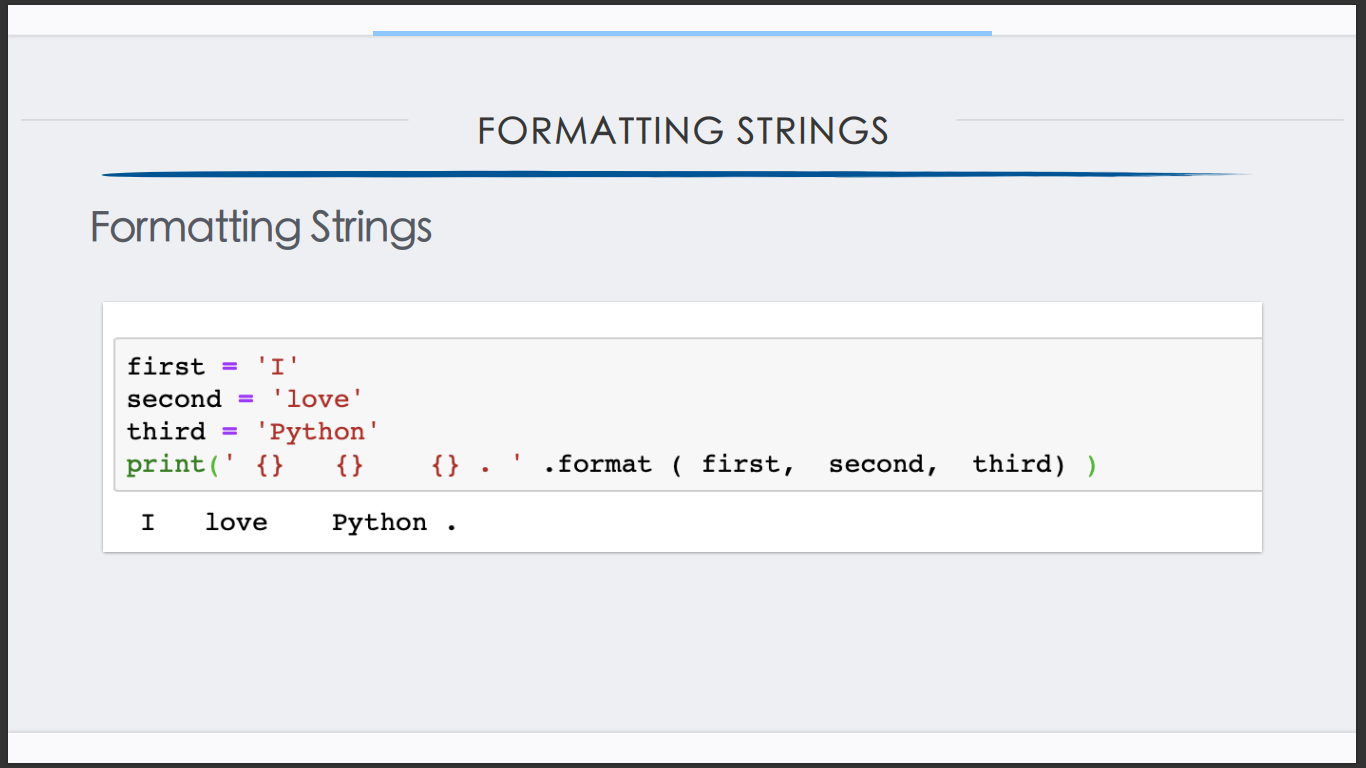 FORMATTING STRINGS
Formatting Strings
first = 'I'
second = 'love'
third = 'Python'
print(' {}   {}    {} . ' .format ( first,  second,  third) )
 I   love    Python .